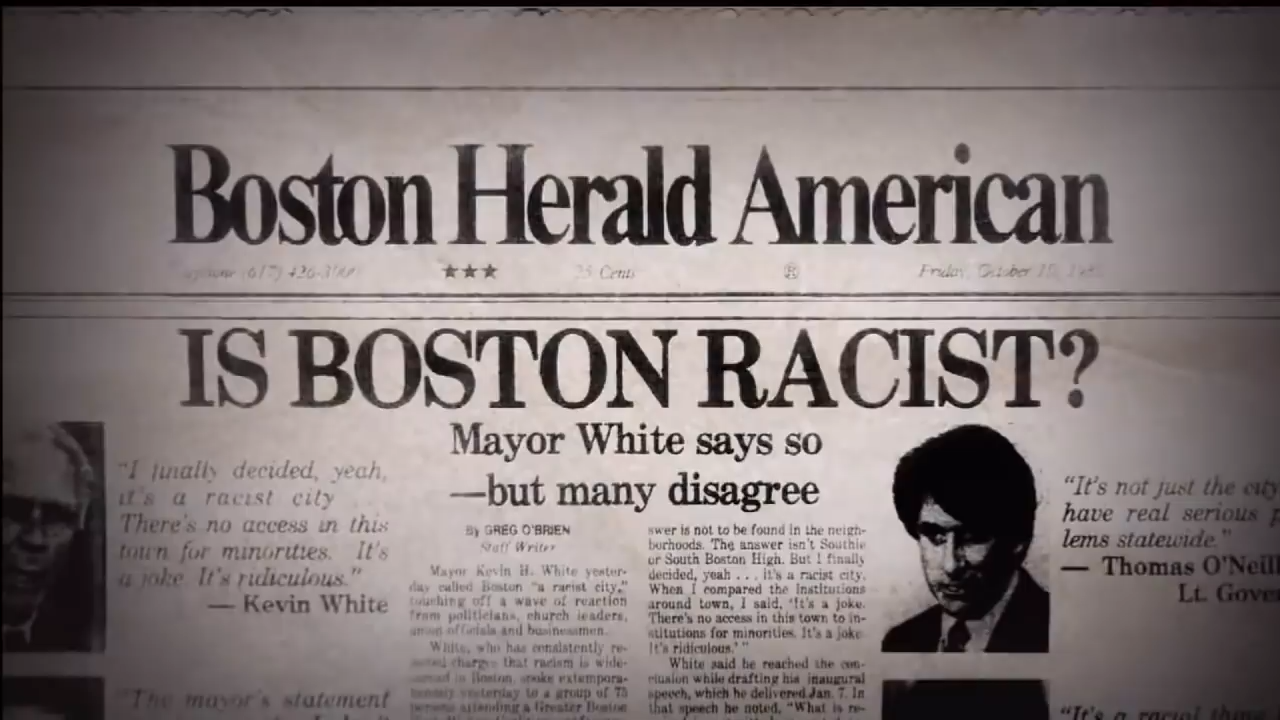 Boston Herald American
(617) 426-3000 ★★★ 25 Cents ® Friday, October 10,
IS BOSTON RACIST?
Mayor White says so
—but many disagree
"I finally decided, yeah,
it's a racist city
There's no access in this
town for minorities. It's
a joke. It's ridiculous."
— Kevin White
"The mayor's statement
By GREG O'BRIEN
Staff Writer
Mayor Kevin H. White yester-
day called Boston "a racist city,"
touching off a wave of reaction
from politicians, church leaders,
union officials and businessmen.
White, who has consistently re-
charges that racism is wide-
in Boston, spoke extempora-
neously yesterday to a group of 75
persons attending a Greater Boston
swer is not to be found in the neigh-
borhoods. The answer isn't Southie
or South Boston High. But I finally
decided, yeah . . . it's a racist city.
When I compared the institutions
around town, I said, 'It's a joke.
There's no access in this town to in-
stitutions for minorities. It's a joke
It's ridiculous.' "
White said he reached the con-
clusion while drafting his inaugural
speech, which he delivered Jan. 7. In
that speech he noted, "What is re-
"It's not just the city
have real serious p
lems statewide."
— Thomas O'Neill
Lt. Gover
"It's a racial thing